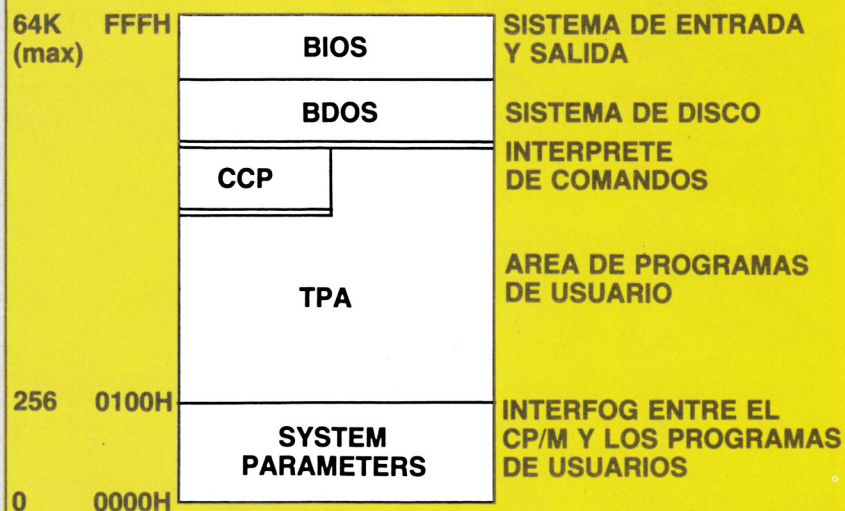 64K FFFH
(max)
BIOS
SISTEMA DE ENTRADA
Y SALIDA
BDOS
SISTEMA DE DISCO
CCP
INTERPRETE
DE COMANDOS
TPA
AREA DE PROGRAMAS
DE USUARIO
256 0100H
SYSTEM
PARAMETERS
INTERFOG ENTRE EL
CP/M Y LOS PROGRAMAS
DE USUARIOS
0 0000H